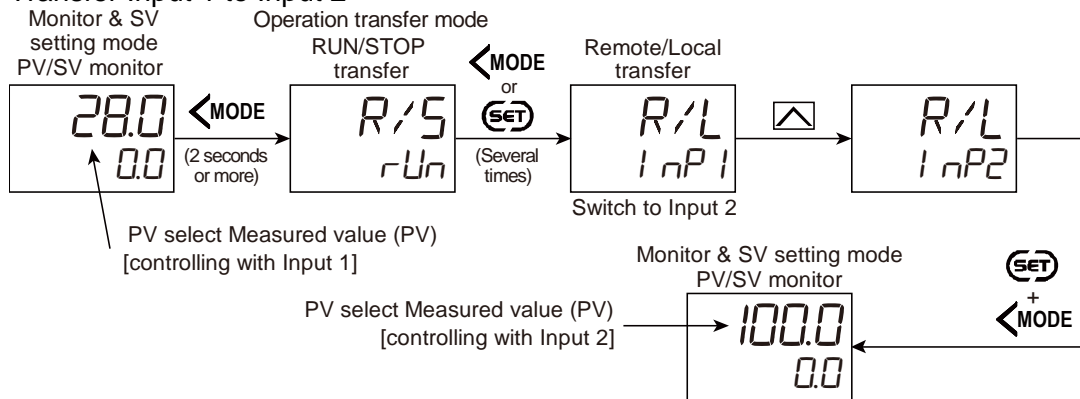 Transfer Input 1 to Input 2
Monitor & SV
setting mode
PV/SV monitor
28.0
0.0
MODE
(2 seconds
or more)
Operation transfer mode
RUN/STOP
transfer
R/S
rUn
MODE
or
SET
(Several
times)
Remote/Local
transfer
R/L
InP1
Switch to Input 2
R/L
InP2
PV select Measured value (PV)
[controlling with Input 1]
SET
+
MODE
Monitor & SV setting mode
PV/SV monitor
100.0
0.0
PV select Measured value (PV)
[controlling with Input 2]